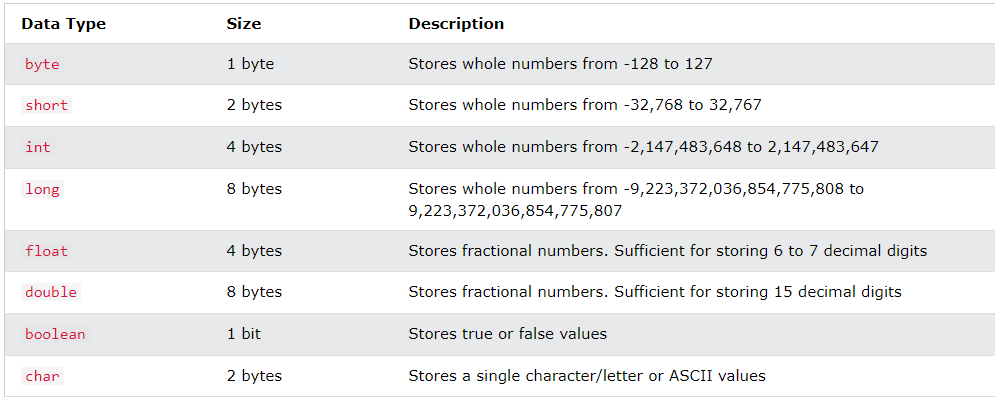 Data Type Size Description
byte 1 byte Stores whole numbers from -128 to 127
short 2 bytes Stores whole numbers from -32,768 to 32,767
int 4 bytes Stores whole numbers from -2,147,483,648 to 2,147,483,647
long 8 bytes Stores whole numbers from -9,223,372,036,854,775,808 to
9,223,372,036,854,775,807
float 4 bytes Stores fractional numbers. Sufficient for storing 6 to 7 decimal digits
double 8 bytes Stores fractional numbers. Sufficient for storing 15 decimal digits
boolean 1 bit Stores true or false values
char 2 bytes Stores a single character/letter or ASCII values